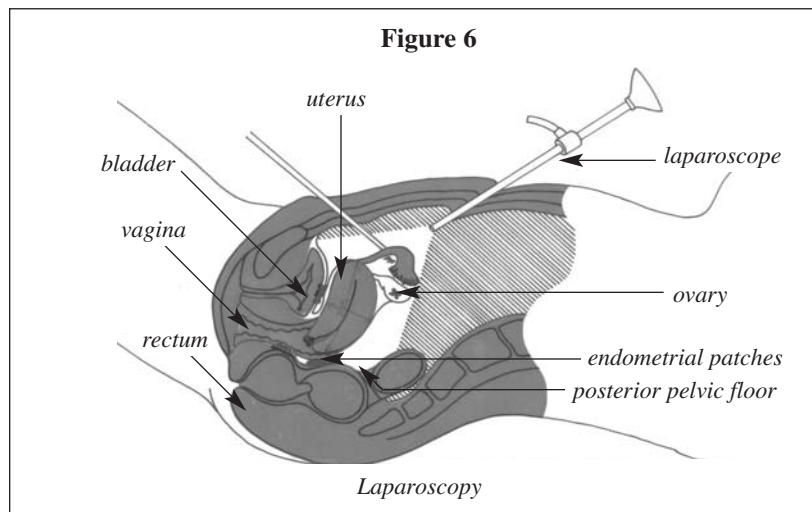 Figure 6
uterus
laparoscope
bladder
vagina
ovary
rectum
endometrial patches
posterior pelvic floor
Laparoscopy